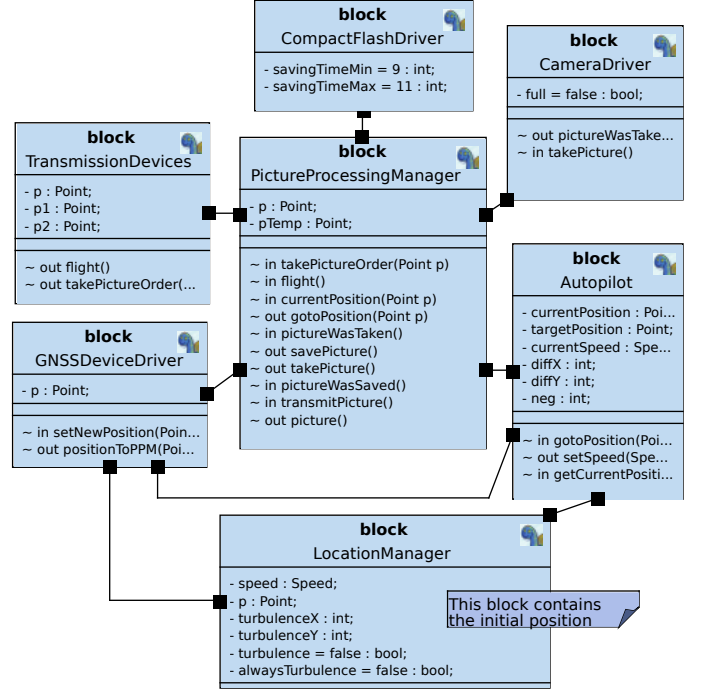 block
CompactFlashDriver
- savingTimeMin = 9 : int;
- savingTimeMax = 11 : int;
block
CameraDriver
- full = false : bool;
~ out pictureWasTake...
~ in takePicture()
block
TransmissionDevices
- p : Point;
- p1 : Point;
- p2 : Point;
~ out flight()
~ out takePictureOrder(...
block
PictureProcessingManager
- p : Point;
- pTemp : Point;
~ in takePictureOrder(Point p)
~ in flight()
~ in currentPosition(Point p)
~ out gotoPosition(Point p)
~ in pictureWasTaken()
~ out savePicture()
~ out takePicture()
~ in pictureWasSaved()
~ in transmitPicture()
~ out picture()
block
Autopilot
- currentPosition : Poi...
- targetPosition : Point;
- currentSpeed : Spe...
- diffX : int;
- diffY : int;
- neg : int;
~ in gotoPosition(Poi...
~ out setSpeed(Spe...
~ in getCurrentPositi...
block
GNSSDeviceDriver
- p : Point;
~ in setNewPosition(Poin...
~ out positionToPPM(Poi...
block
LocationManager
- speed : Speed;
- p : Point;
- turbulenceX : int;
- turbulenceY : int;
- turbulence = false : bool;
- alwaysTurbulence = false : bool;
This block contains
the initial position